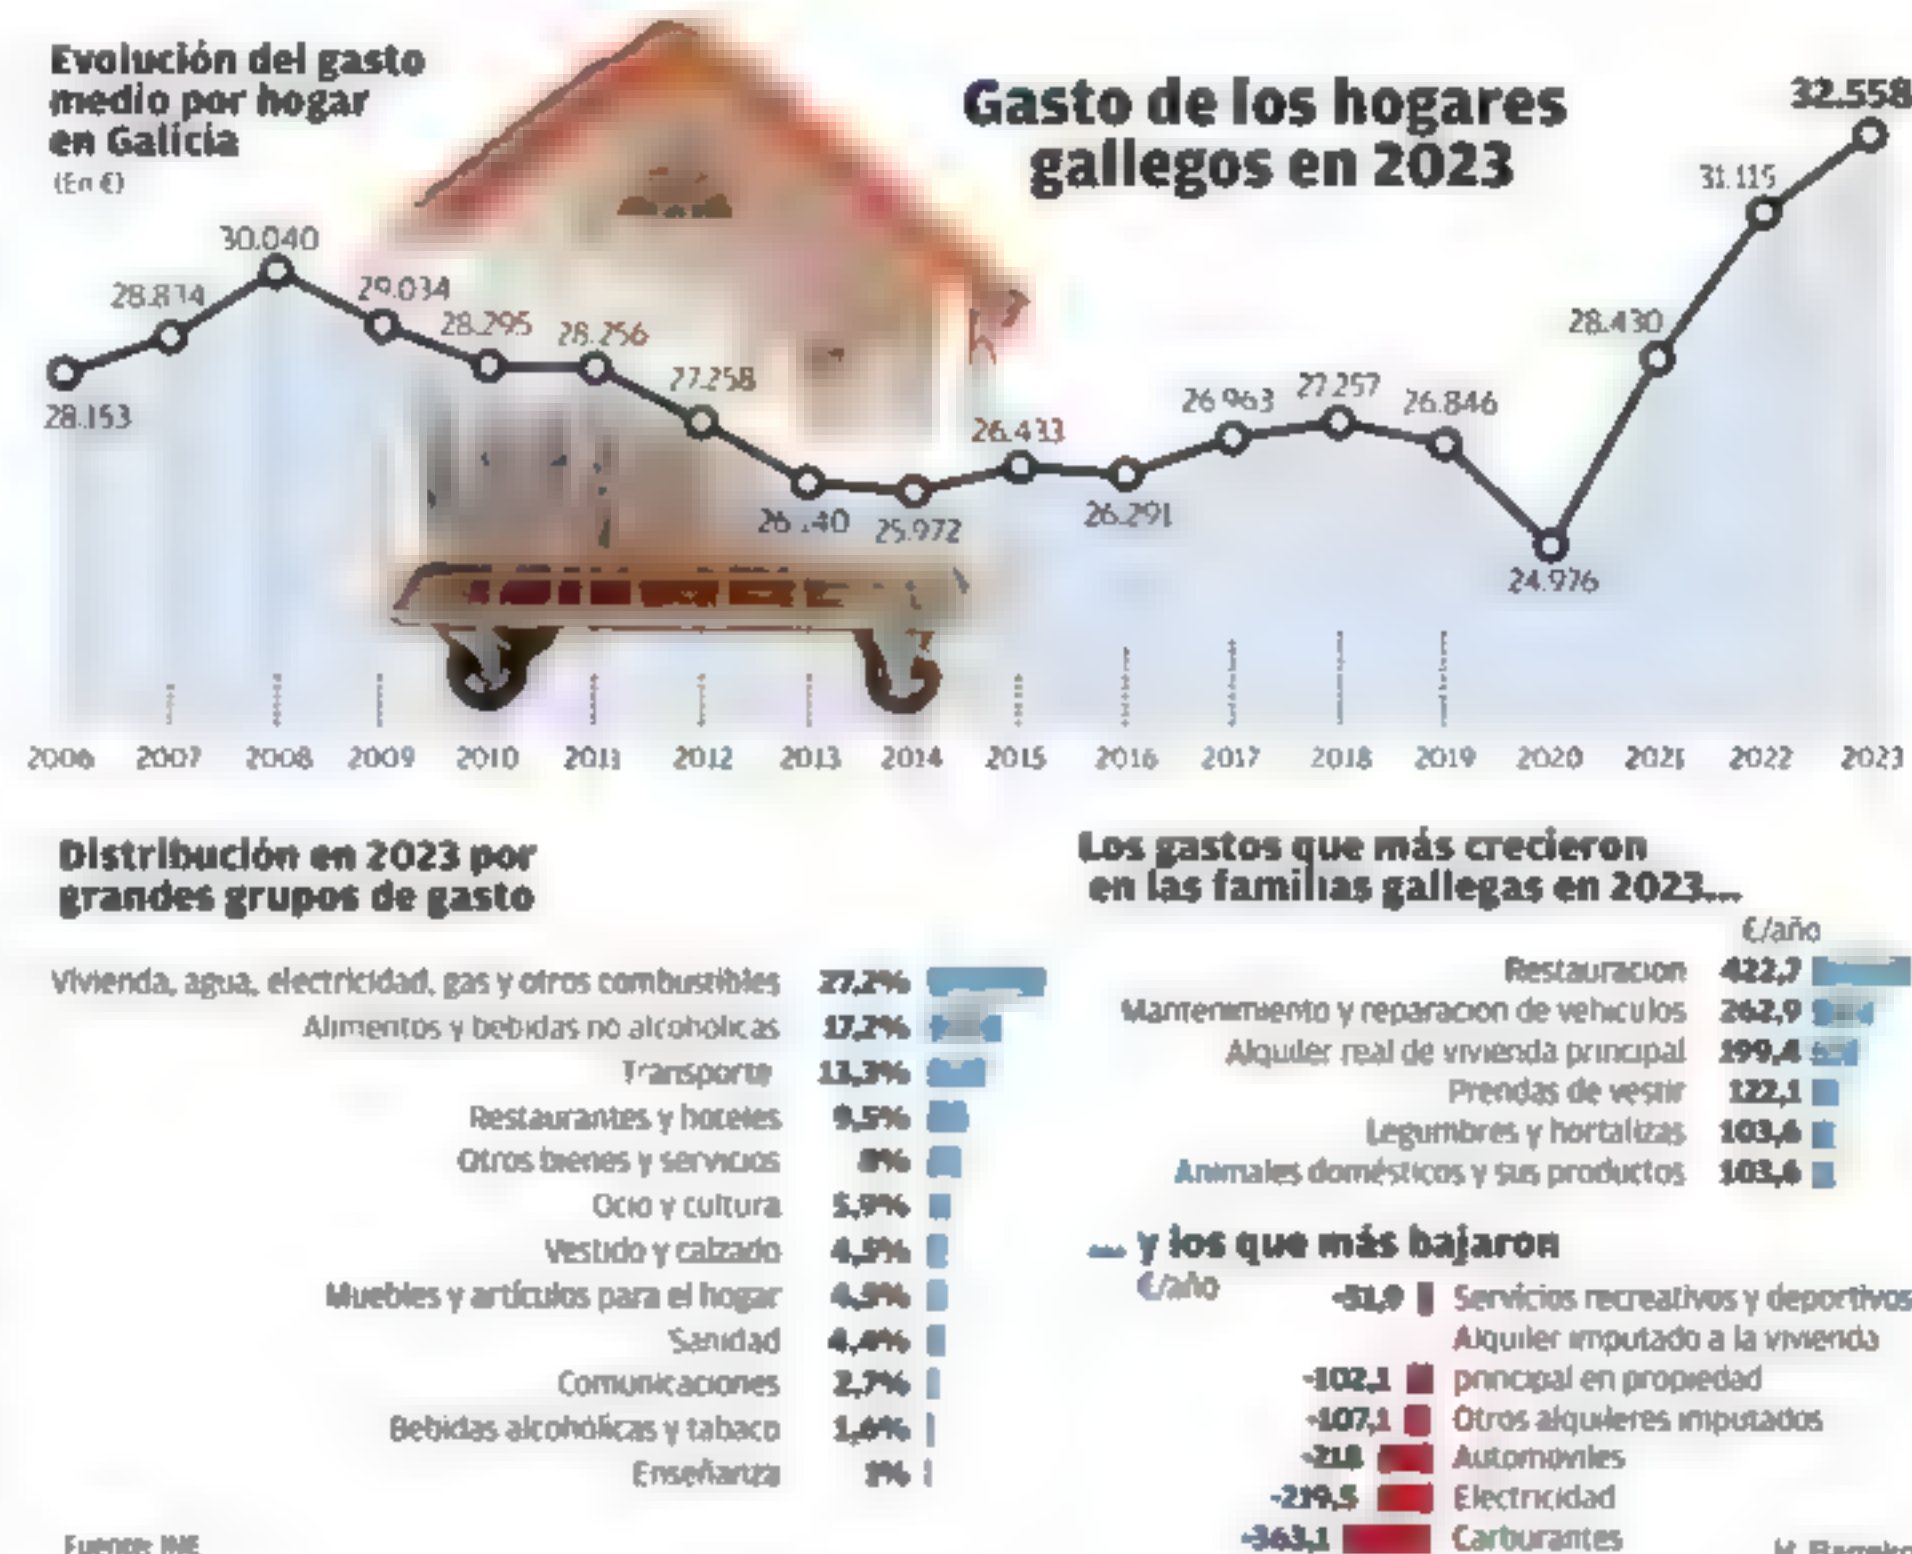 Evolución del gasto
medio por hogar
en Galicia
(En €)
Gasto de los hogares
gallegos en 2023
28.153
28.834
30.040
29.034
28.295
28.256
27.258
26.140
25.972
26.433
26.291
26.963
27.257
26.846
24.976
28.430
31.115
32.558
2006 2007 2008 2009 2010 2011 2012 2013 2014 2015 2016 2017 2018 2019 2020 2021 2022 2023
Distribución en 2023 por
grandes grupos de gasto
Vivienda, agua, electricidad, gas y otros combustibles 27,2%
Alimentos y bebidas no alcohólicas 17,2%
Transporte 13,3%
Restaurantes y hoteles 9,5%
Otros bienes y servicios 8%
Ocio y cultura 5,9%
Vestido y calzado
Muebles y artículos para el hogar
Sanidad 4,4%
Comunicaciones 2,7%
Bebidas alcohólicas y tabaco 1,6%
Enseñanza 1%
Fuente: INE
Los gastos que más crecieron
en las familias gallegas en 2023...
€/año
Restauración 422,7
Mantenimiento y reparación de vehículos 262,9
Alquiler real de vivienda principal 199,4
Prendas de vestir 122,1
Legumbres y hortalizas 103,6
Animales domésticos y sus productos 103,6
... y los que más bajaron
€/año
-51,9 Servicios recreativos y deportivos
Alquiler imputado a la vivienda
-102,1 principal en propiedad
-107,1 Otros alquileres imputados
-218 Automóviles
-219,5 Electricidad
-363,1 Carburantes